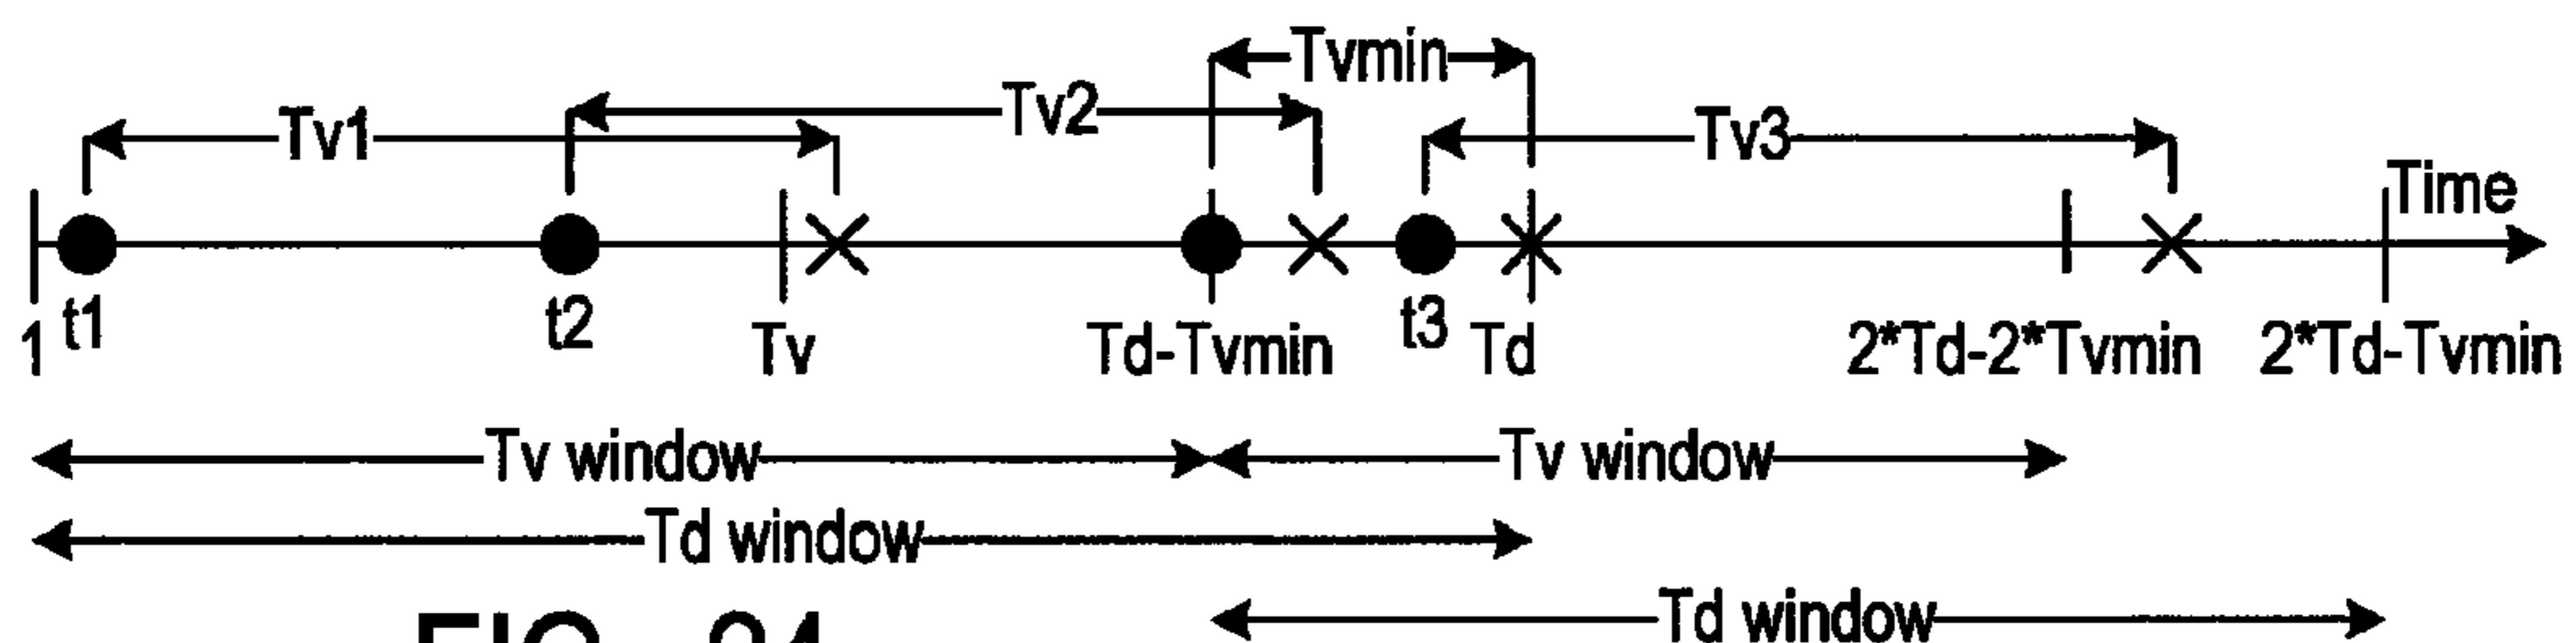 Tvmin
Tv1 Tv2 Tv3
Time
1 t1 t2 Tv Td-Tvmin t3 Td 2*Td-2*Tvmin 2*Td-Tvmin
Tv window Tv window
Td window
Td window